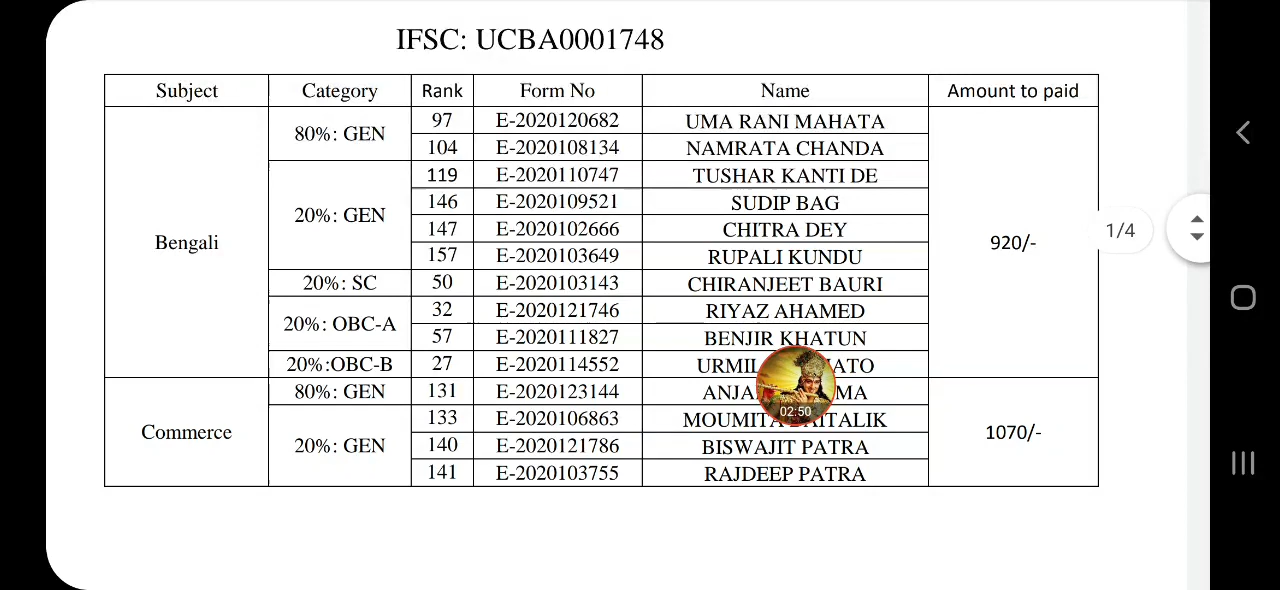 IFSC: UCBA0001748
Subject Category Rank Form No Name Amount to paid
Bengali 80%: GEN 97 E-2020120682 UMA RANI MAHATA 920/-
104 E-2020108134 NAMRATA CHANDA
20%: GEN 119 E-2020110747 TUSHAR KANTI DE
146 E-2020109521 SUDIP BAG
147 E-2020102666 CHITRA DEY
157 E-2020103649 RUPALI KUNDU
20%: SC 50 E-2020103143 CHIRANJEET BAURI
20%: OBC-A 32 E-2020121746 RIYAZ AHAMED
57 E-2020111827 BENJIR KHATUN
20%:OBC-B 27 E-2020114552
Commerce 80%: GEN 131 E-2020123144 1070/-
20%: GEN 133 E-2020106863 MOUMITA
140 E-2020121786 BISWAJIT PATRA
141 E-2020103755 RAJDEEP PATRA
1/4
02:50